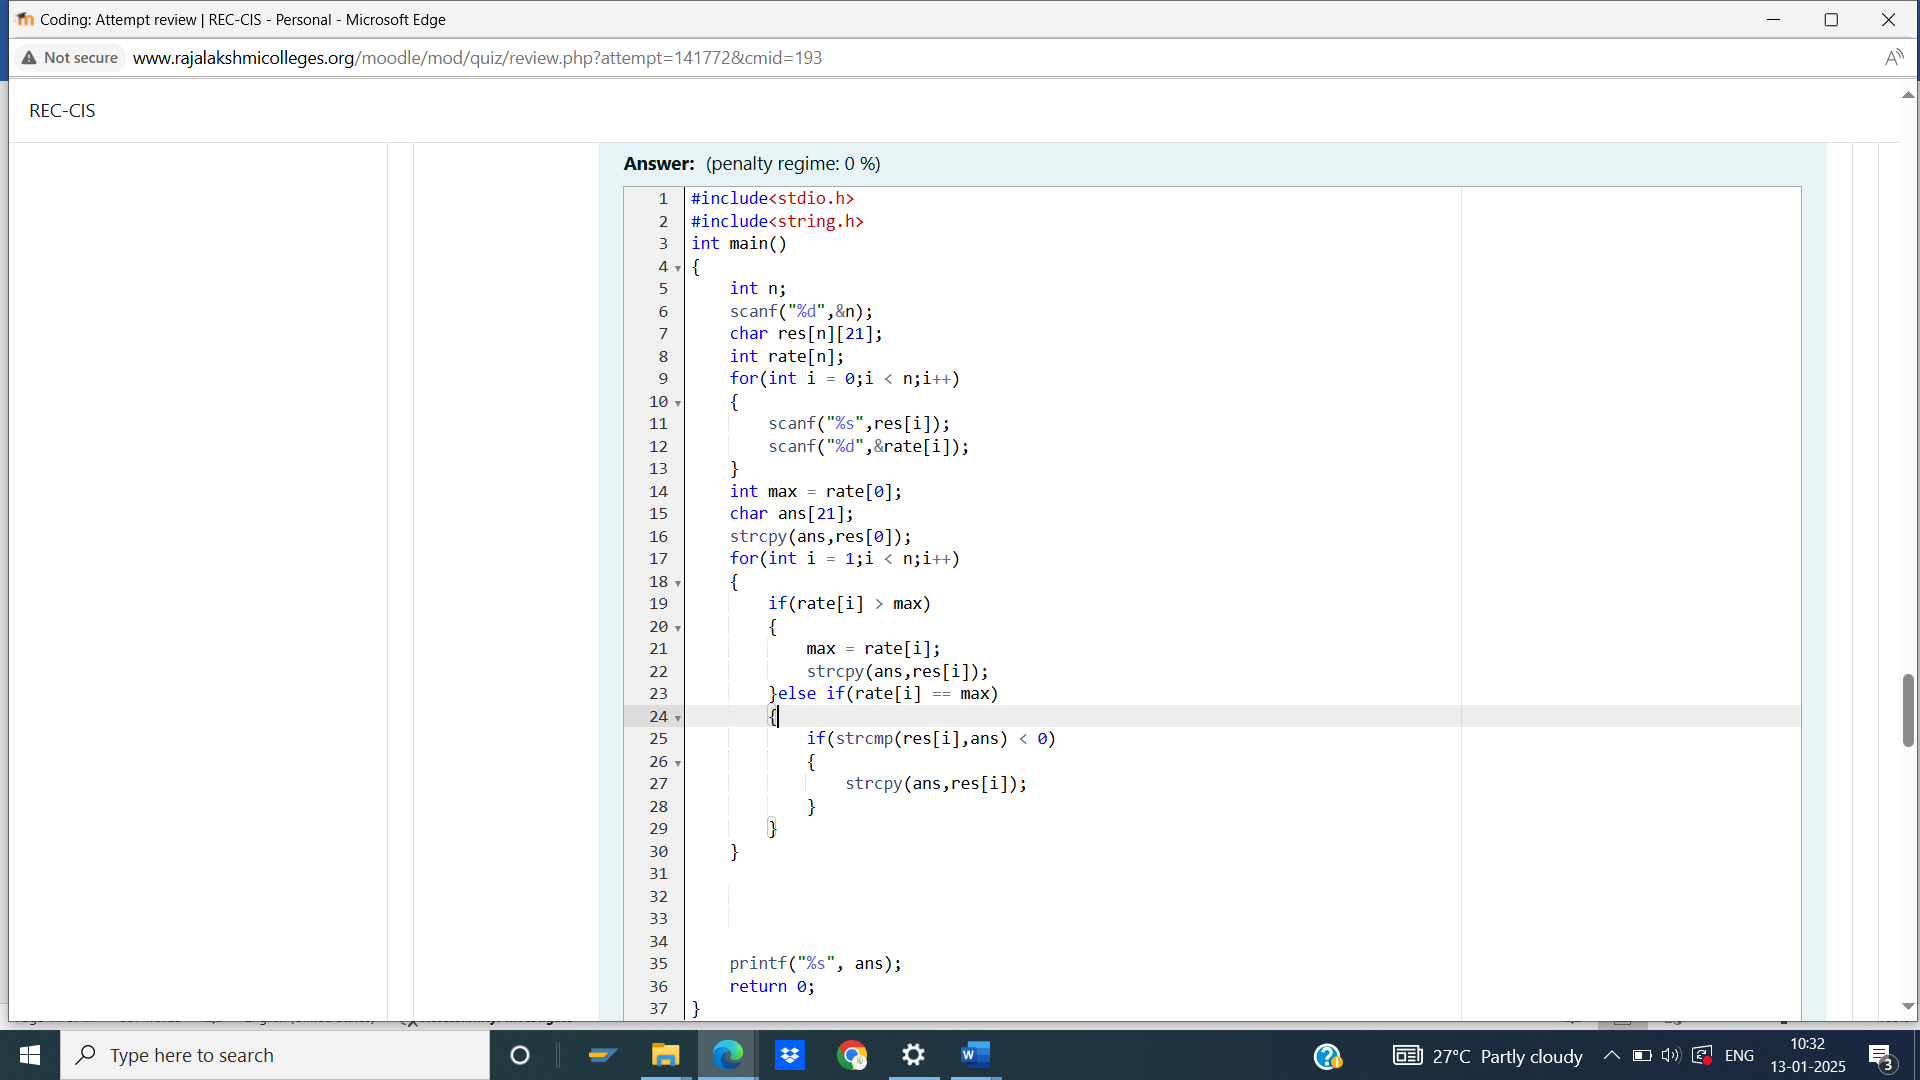 Coding: Attempt review | REC-CIS - Personal - Microsoft Edge
Not secure www.rajalakshmicolleges.org/moodle/mod/quiz/review.php?attempt=141772&cmid=193
REC-CIS
Answer: (penalty regime: 0 %)
1 #include<stdio.h>
2 #include<string.h>
3 int main()
4 {
5     int n;
6     scanf("%d",&n);
7     char res[n][21];
8     int rate[n];
9     for(int i = 0;i < n;i++)
10     {
11         scanf("%s",res[i]);
12         scanf("%d",&rate[i]);
13     }
14     int max = rate[0];
15     char ans[21];
16     strcpy(ans,res[0]);
17     for(int i = 1;i < n;i++)
18     {
19         if(rate[i] > max)
20         {
21             max = rate[i];
22             strcpy(ans,res[i]);
23         }else if(rate[i] == max)
24         {
25             if(strcmp(res[i],ans) < 0)
26             {
27                 strcpy(ans,res[i]);
28             }
29         }
30     }
31
32
33
34
35     printf("%s", ans);
36     return 0;
37 }
Type here to search
27°C Partly cloudy
ENG
10:32
13-01-2025
3